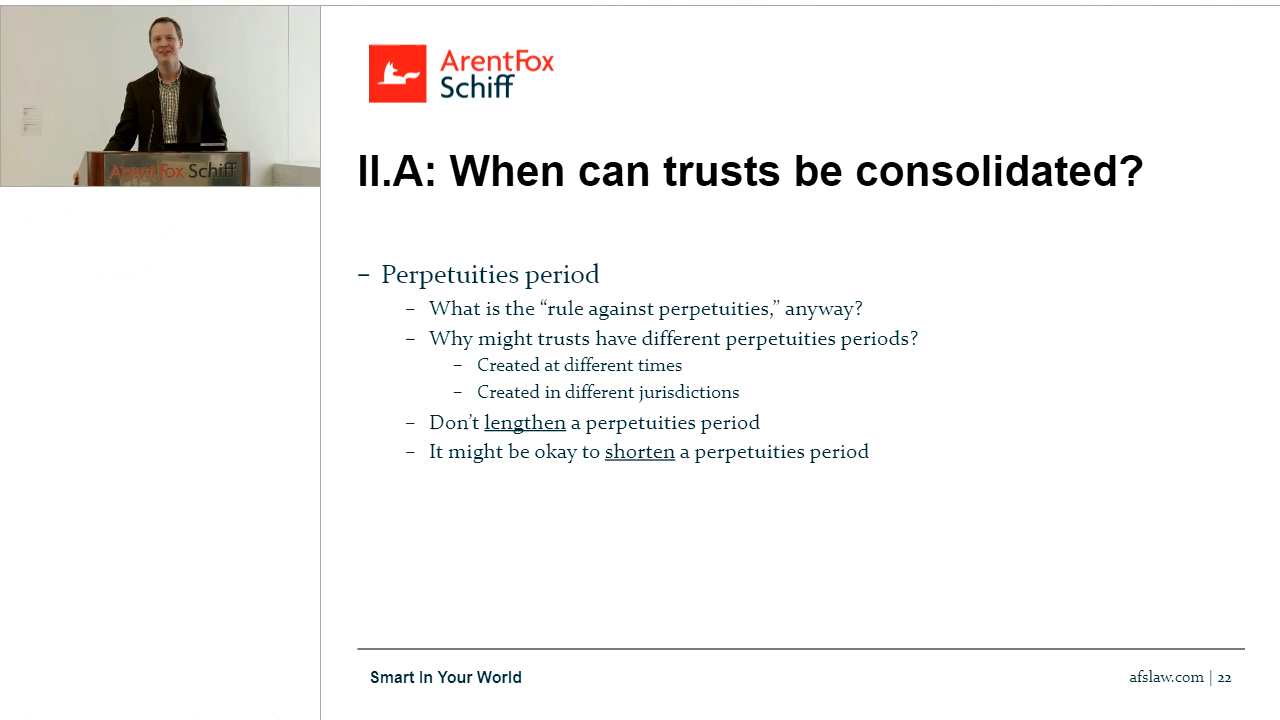 ArentFox Schiff
ArentFox
Schiff
II.A: When can trusts be consolidated?
– Perpetuities period
– What is the “rule against perpetuities,” anyway?
– Why might trusts have different perpetuities periods?
– Created at different times
– Created in different jurisdictions
– Don’t lengthen a perpetuities period
– It might be okay to shorten a perpetuities period
Smart In Your World
afslaw.com | 22